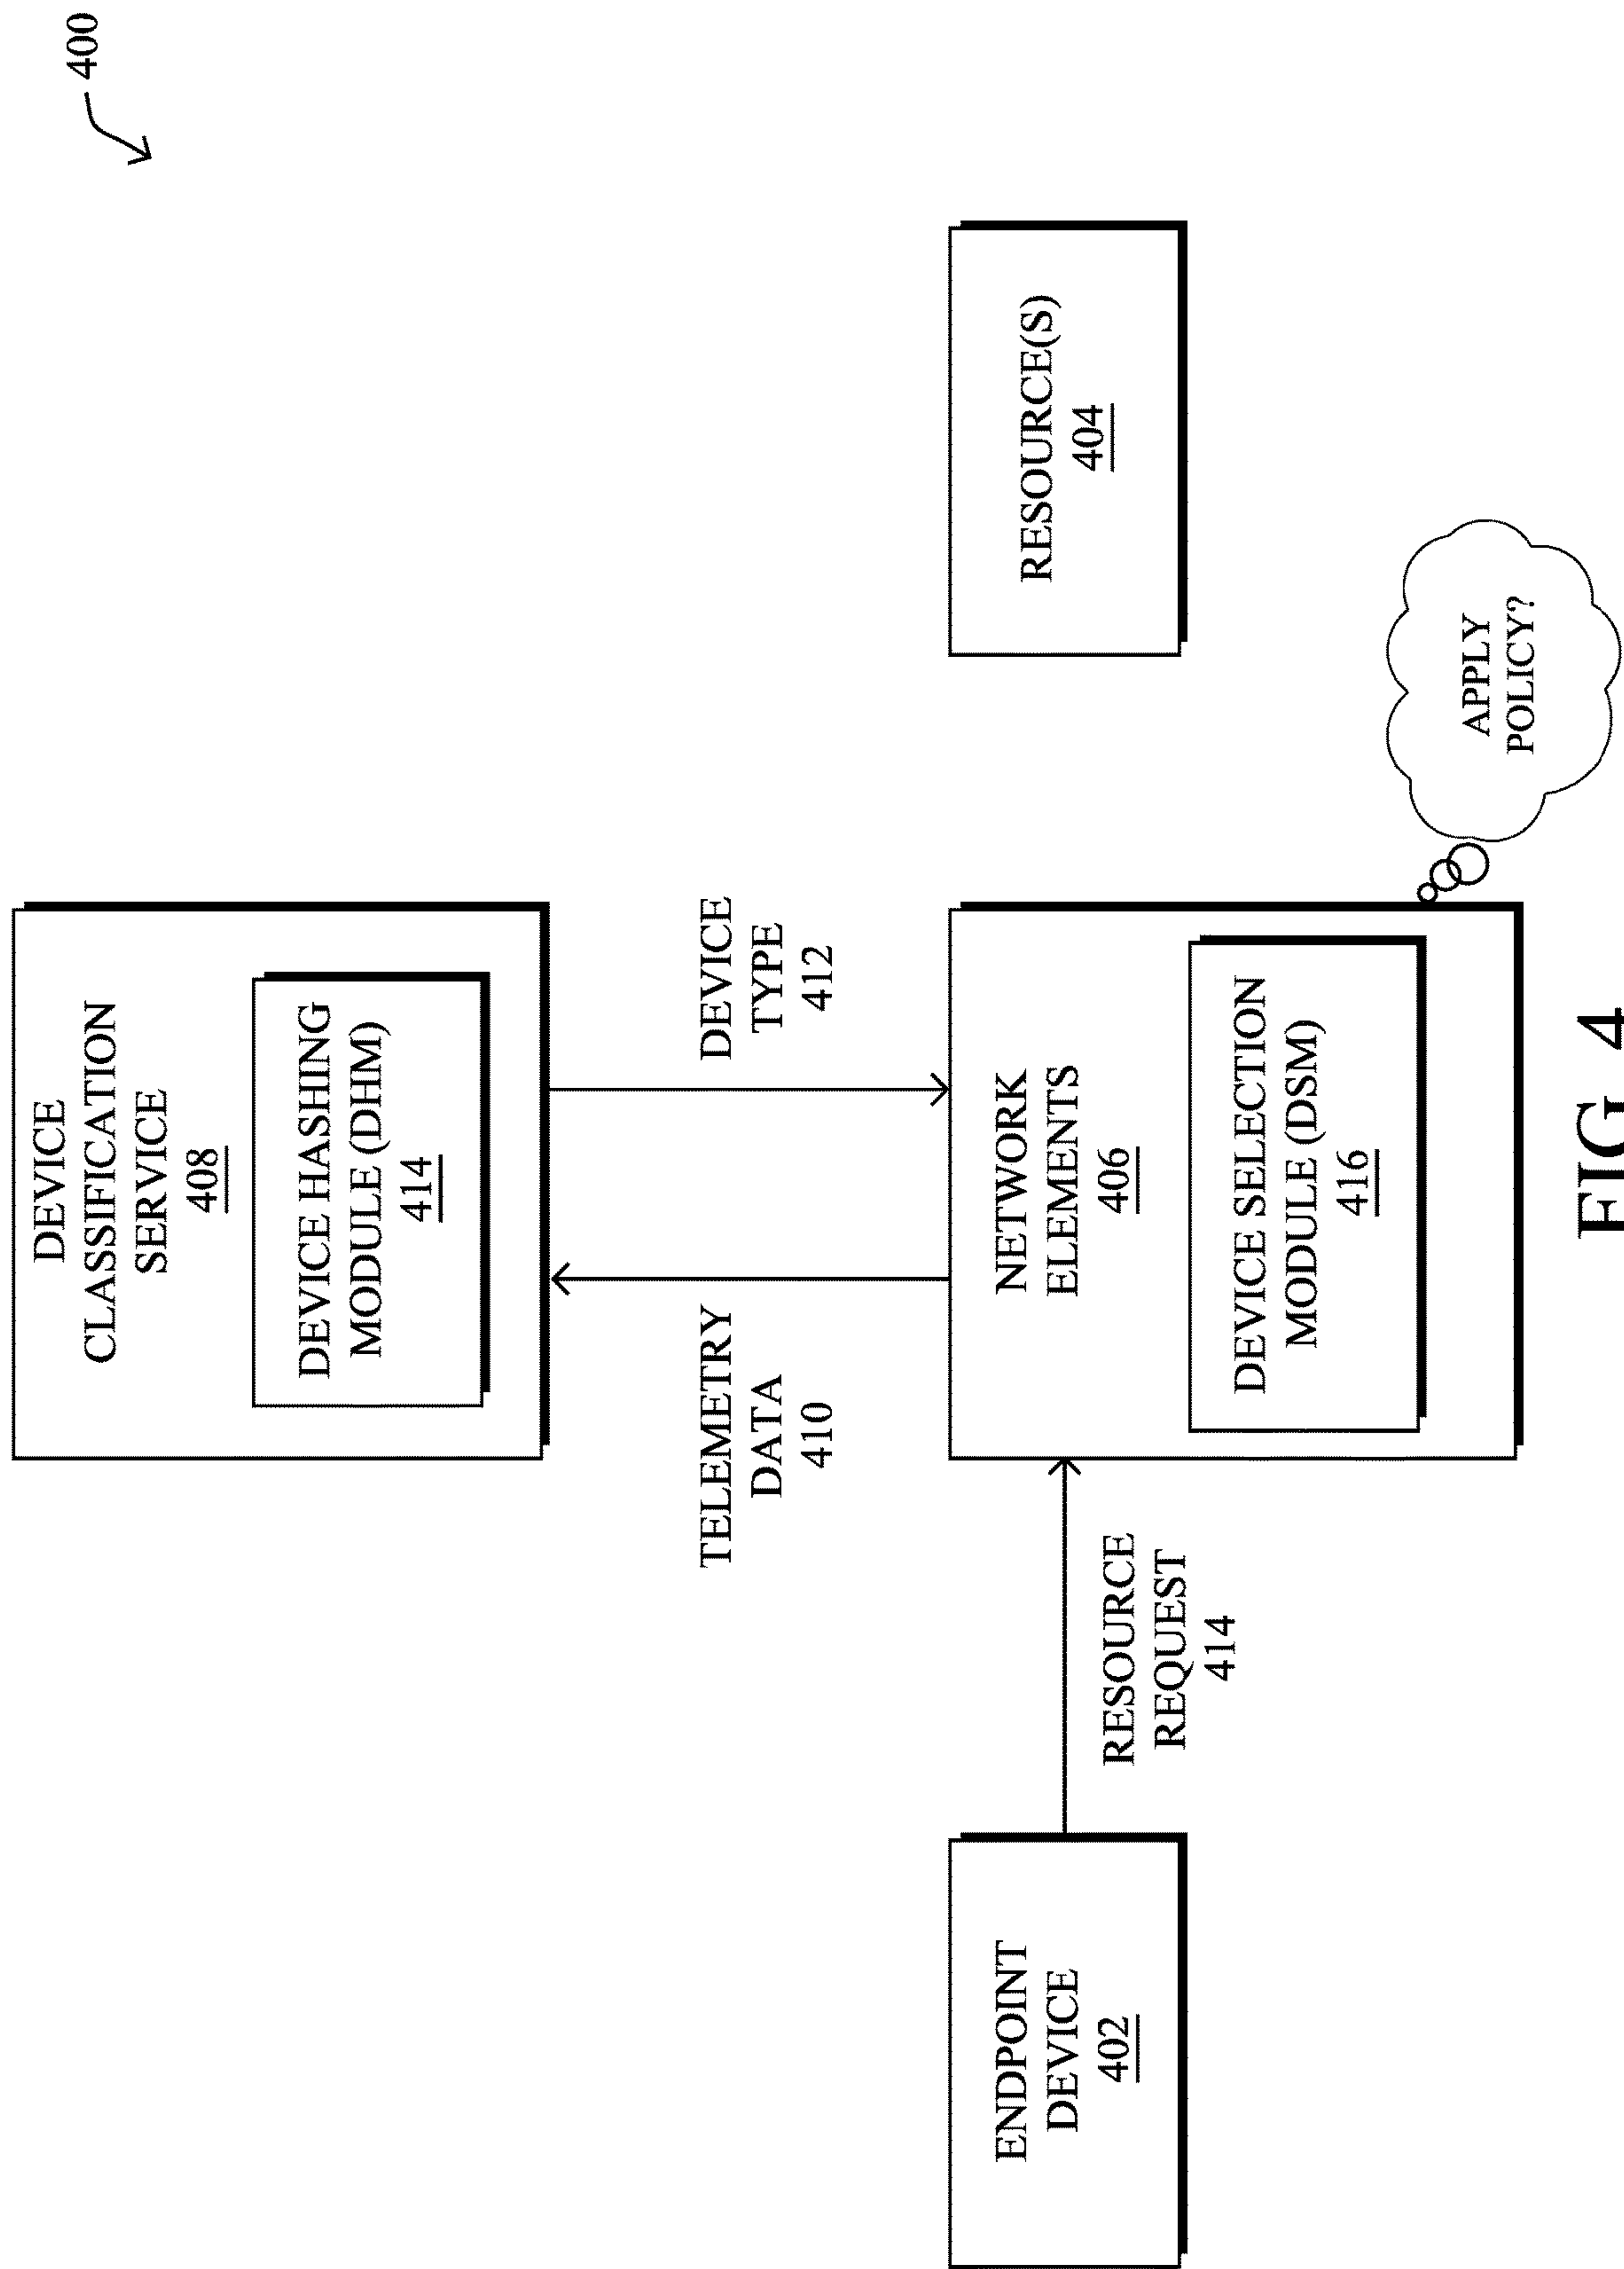 400
DEVICE
CLASSIFICATION
SERVICE
408
DEVICE HASHING
MODULE (DHM)
414
TELEMETRY
DATA
410
DEVICE
TYPE
412
ENDPOINT
DEVICE
402
RESOURCE
REQUEST
414
NETWORK
ELEMENTS
406
DEVICE SELECTION
MODULE (DSM)
416
RESOURCE(S)
404
APPLY
POLICY?
FIG. 4